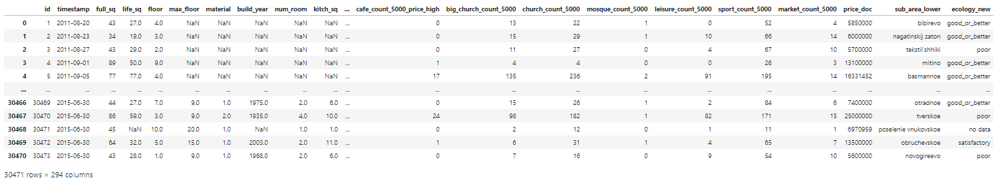 id timestamp full_sq life_sq floor max_floor material build_year num_room kitch_sq ... cafe_count_5000_price_high big_church_count_5000 church_count_5000 mosque_count_5000 leisure_count_5000 sport_count_5000 market_count_5000 price_doc sub_area_lower ecology_new
0 1 2011-08-20 43 27.0 4.0 NaN NaN NaN NaN NaN ... 0 13 22 1 0 52 4 5850000 bibirevo good_or_better
1 2 2011-08-23 34 19.0 3.0 NaN NaN NaN NaN NaN ... 0 15 29 1 10 66 14 6000000 nagatinskij zaton good_or_better
2 3 2011-08-27 43 29.0 2.0 NaN NaN NaN NaN NaN ... 0 11 27 0 4 67 10 5700000 tekstil'shhiki poor
3 4 2011-09-01 89 50.0 9.0 NaN NaN NaN NaN NaN ... 1 4 4 0 0 26 3 13100000 mitino good_or_better
4 5 2011-09-05 77 77.0 4.0 NaN NaN NaN NaN NaN ... 17 135 236 2 91 195 14 16331452 basmannoe good_or_better
... ... ... ... ... ... ... ... ... ... ... ... ... ... ... ... ... ... ... ... ... ...
30466 30469 2015-06-30 44 27.0 7.0 9.0 1.0 1975.0 2.0 6.0 ... 0 15 26 1 2 84 6 7400000 otradnoe good_or_better
30467 30470 2015-06-30 86 59.0 3.0 9.0 2.0 1935.0 4.0 10.0 ... 24 98 182 1 82 171 15 25000000 tverskoe poor
30468 30471 2015-06-30 45 NaN 10.0 20.0 1.0 NaN 1.0 1.0 ... 0 2 12 0 1 11 1 6970959 poselenie vnukovskoe no data
30469 30472 2015-06-30 64 32.0 5.0 15.0 1.0 2003.0 2.0 11.0 ... 1 6 31 1 4 65 7 13500000 obruchevskoe satisfactory
30470 30473 2015-06-30 43 28.0 1.0 9.0 1.0 1968.0 2.0 6.0 ... 0 7 16 0 9 54 10 5600000 novogireevo poor
30471 rows × 294 columns